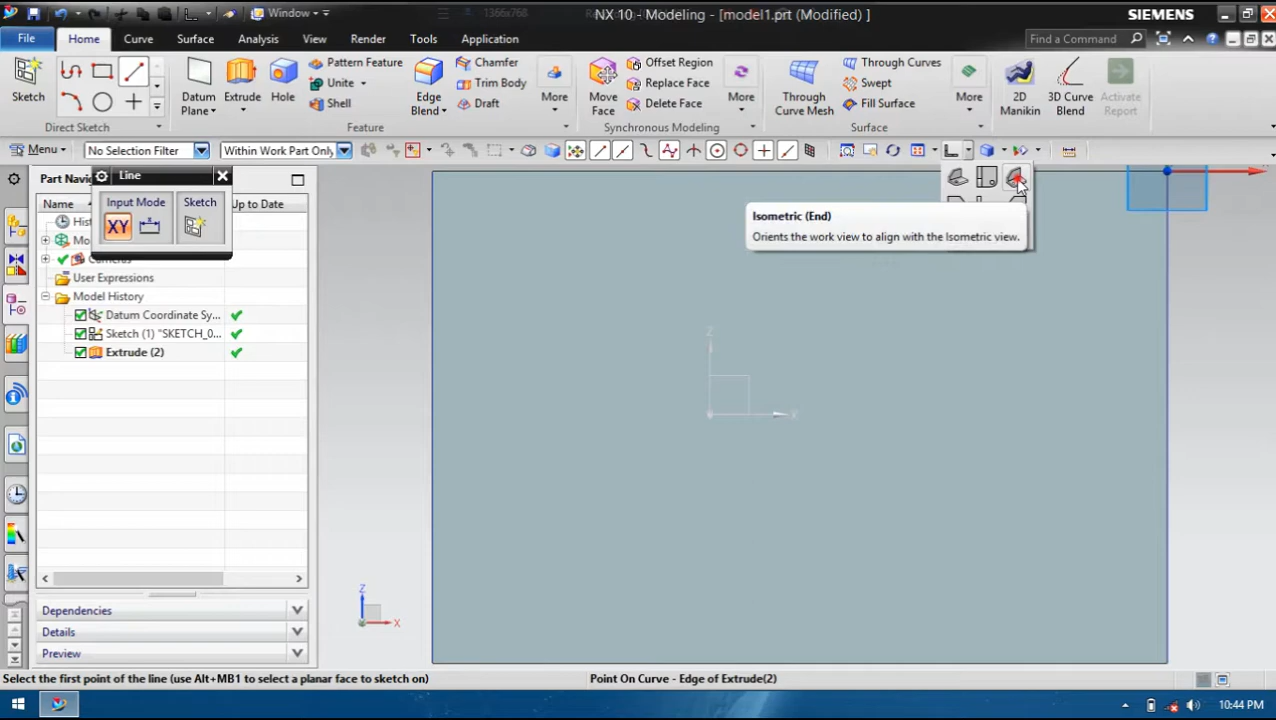 Window
1366x768
NX 10 - Modeling - [model1.prt (Modified) ]
SIEMENS
File
Home
Curve
Surface
Analysis
View
Render
Tools
Application
Find a Command
Sketch
Direct Sketch
Datum
Plane
Extrude
Hole
Pattern Feature
Unite
Shell
Edge
Blend
Chamfer
Trim Body
Draft
More
Feature
Move
Face
Offset Region
Replace Face
Delete Face
More
Synchronous Modeling
Through
Curve Mesh
Through Curves
Swept
Fill Surface
More
Surface
2D
Manikin
3D Curve
Blend
Activate
Report
Menu
No Selection Filter
Within Work Part Only
Part Nav
Line
Input Mode
Sketch
XY
Name
Up to Date
Hist
Mo
Cameras
User Expressions
Model History
Datum Coordinate Sy...
Sketch (1) "SKETCH_0...
Extrude (2)
Isometric (End)
Orients the work view to align with the Isometric view.
Z
X
Z
X
Dependencies
Details
Preview
Select the first point of the line (use Alt+MB1 to select a planar face to sketch on)
Point On Curve - Edge of Extrude(2)
10:44 PM